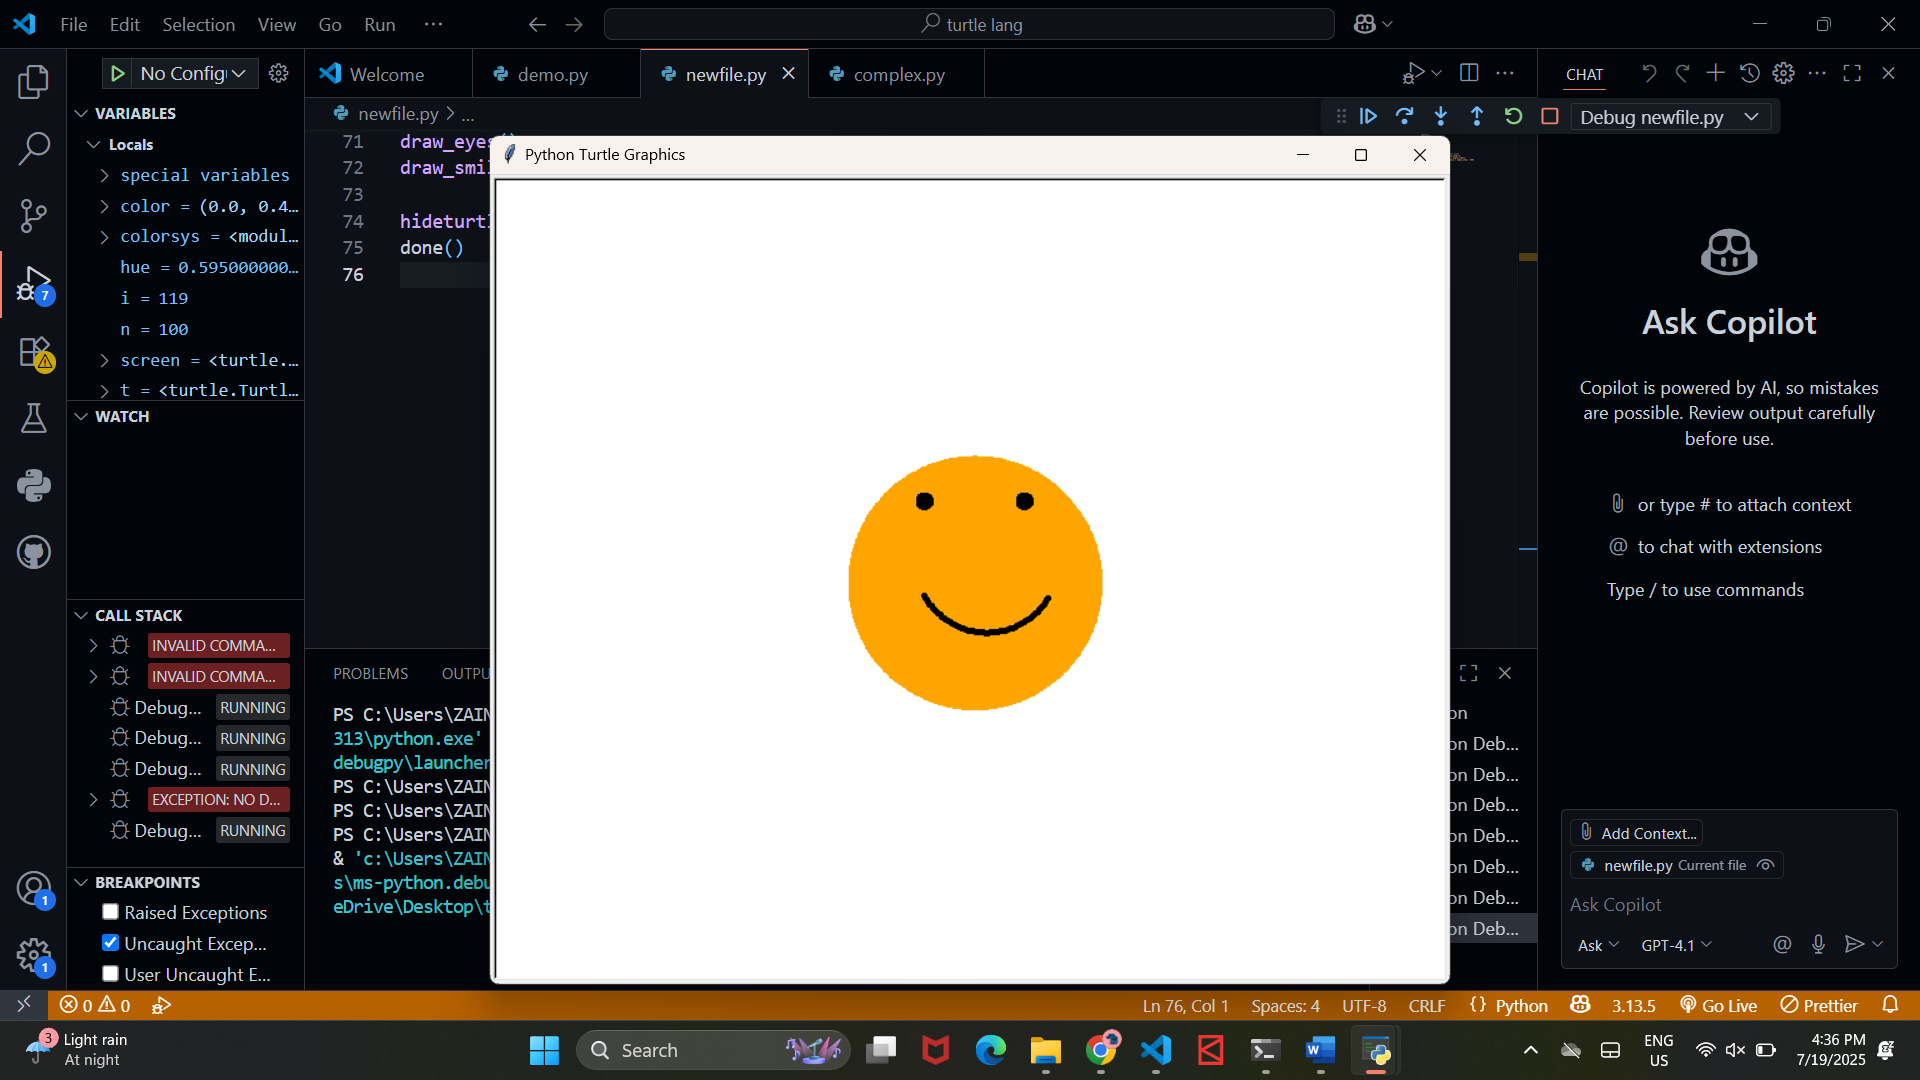 File Edit Selection View Go Run ...
turtle lang
No Config
Welcome
demo.py
newfile.py
complex.py
CHAT
VARIABLES
Locals
special variables
color = (0.0, 0.4...
colorsys = <modul...
hue = 0.595000000...
i = 119
n = 100
screen = <turtle....
t = <turtle.Turtl...
WATCH
CALL STACK
INVALID COMMA...
INVALID COMMA...
Debug... RUNNING
Debug... RUNNING
Debug... RUNNING
EXCEPTION: NO D...
Debug... RUNNING
BREAKPOINTS
Raised Exceptions
Uncaught Excep...
User Uncaught E...
newfile.py > ...
Debug newfile.py
71 draw_eyes()
72 draw_smil
73
74 hideturtl
75 done()
76
Python Turtle Graphics
PROBLEMS OUTPU
PS C:\Users\ZAIN
313\python.exe'
debugpy\launcher
PS C:\Users\ZAIN
PS C:\Users\ZAIN
PS C:\Users\ZAIN
& 'c:\Users\ZAIN
s\ms-python.debu
eDrive\Desktop\t
on
on Deb...
on Deb...
on Deb...
on Deb...
on Deb...
on Deb...
on Deb...
Ask Copilot
Copilot is powered by AI, so mistakes
are possible. Review output carefully
before use.
or type # to attach context
@ to chat with extensions
Type / to use commands
Add Context...
newfile.py Current file
Ask Copilot
Ask GPT-4.1
7
1
1
0 0
Ln 76, Col 1 Spaces: 4 UTF-8 CRLF {} Python 3.13.5 Go Live Prettier
3
Light rain
At night
Search
ENG
US
4:36 PM
7/19/2025